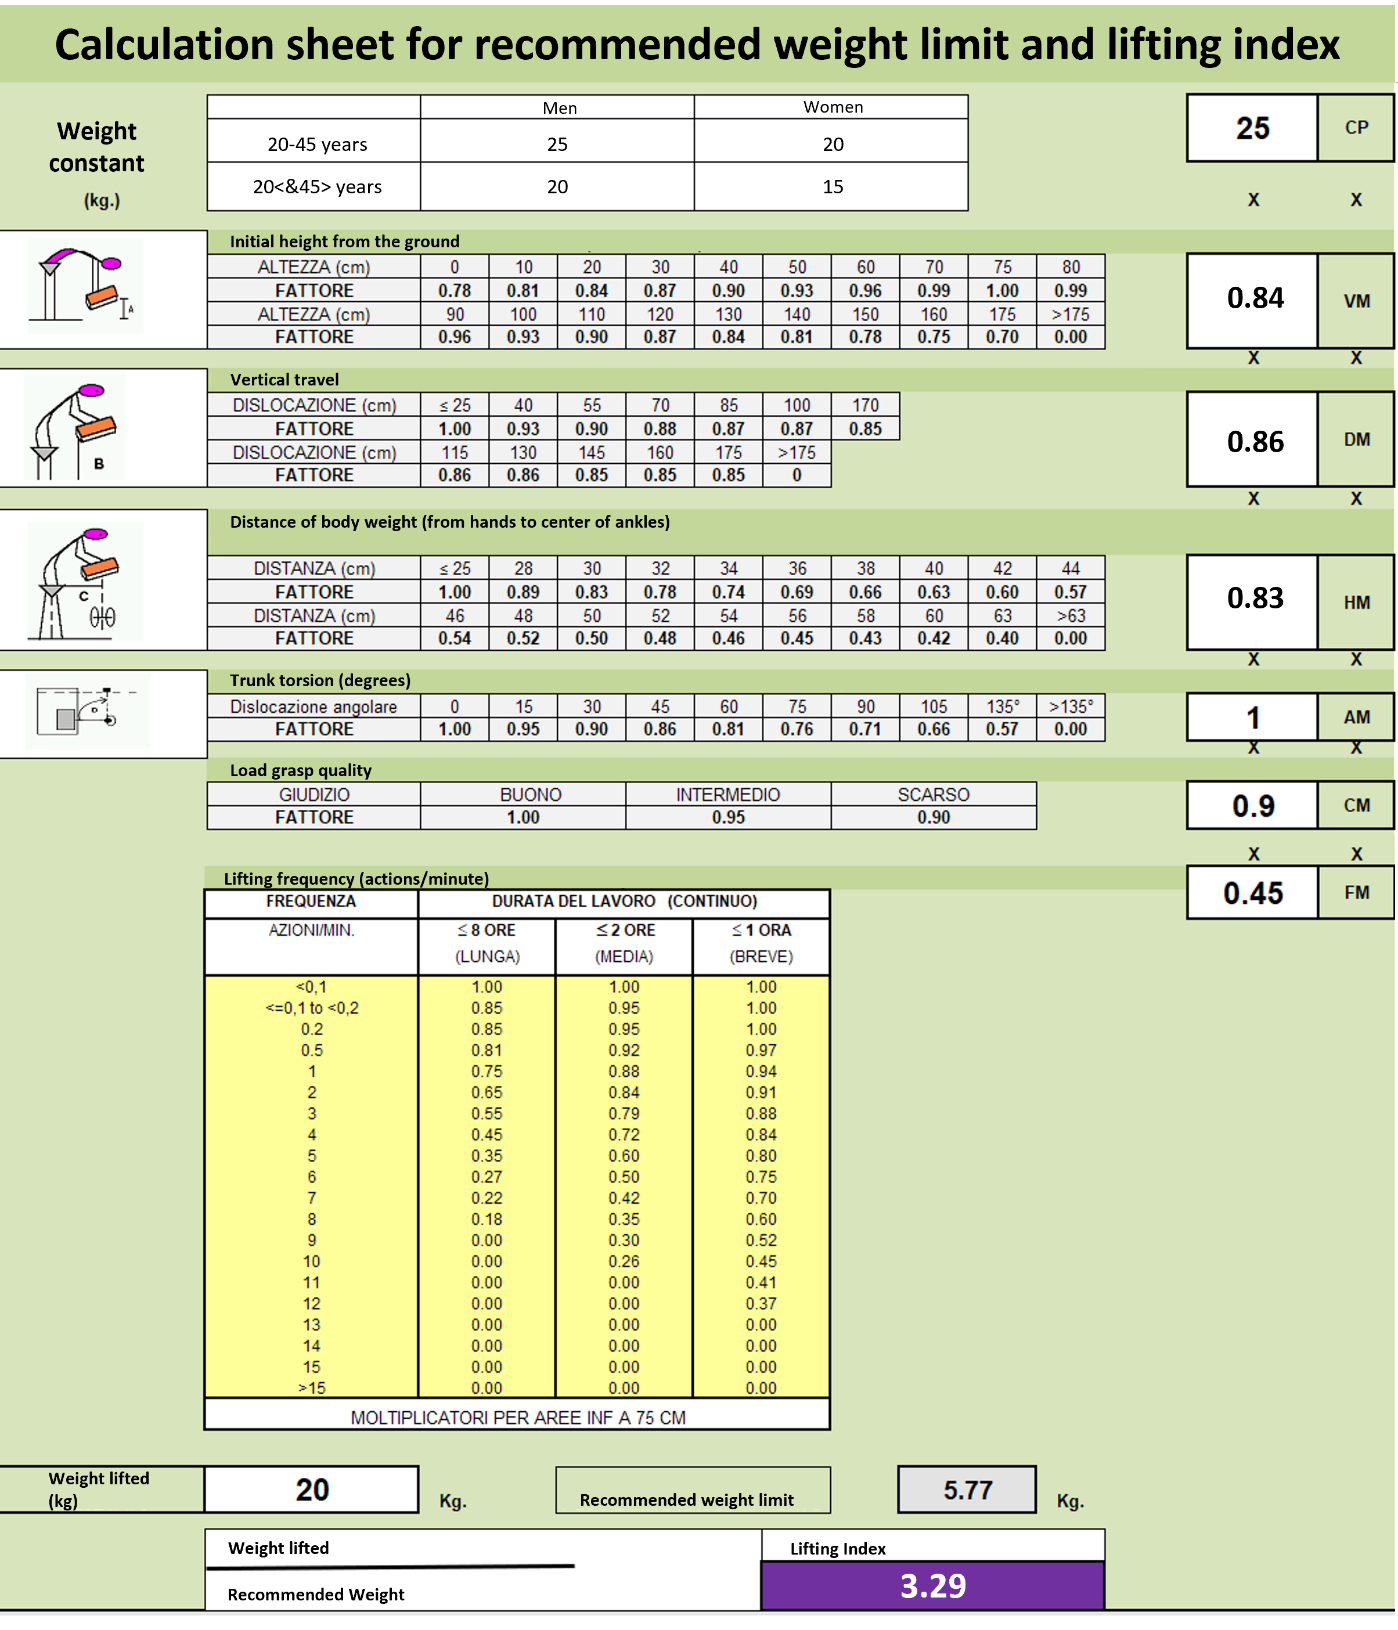 Calculation sheet for recommended weight limit and lifting index
Weight constant (kg.)
Men Women
20-45 years 25 20
20<&45> years 20 15
25 CP
X X
Initial height from the ground
ALTEZZA (cm) 0 10 20 30 40 50 60 70 75 80
FATTORE 0.78 0.81 0.84 0.87 0.90 0.93 0.96 0.99 1.00 0.99
ALTEZZA (cm) 90 100 110 120 130 140 150 160 175 >175
FATTORE 0.96 0.93 0.90 0.87 0.84 0.81 0.78 0.75 0.70 0.00
A
0.84 VM
X X
Vertical travel
DISLOCAZIONE (cm) ≤ 25 40 55 70 85 100 170
FATTORE 1.00 0.93 0.90 0.88 0.87 0.87 0.85
DISLOCAZIONE (cm) 115 130 145 160 175 >175
FATTORE 0.86 0.86 0.85 0.85 0.85 0
B
0.86 DM
X X
Distance of body weight (from hands to center of ankles)
DISTANZA (cm) ≤ 25 28 30 32 34 36 38 40 42 44
FATTORE 1.00 0.89 0.83 0.78 0.74 0.69 0.66 0.63 0.60 0.57
DISTANZA (cm) 46 48 50 52 54 56 58 60 63 >63
FATTORE 0.54 0.52 0.50 0.48 0.46 0.45 0.43 0.42 0.40 0.00
C
0.83 HM
X X
Trunk torsion (degrees)
Dislocazione angolare 0 15 30 45 60 75 90 105 135° >135°
FATTORE 1.00 0.95 0.90 0.86 0.81 0.76 0.71 0.66 0.57 0.00
D
1 AM
X X
Load grasp quality
GIUDIZIO BUONO INTERMEDIO SCARSO
FATTORE 1.00 0.95 0.90
0.9 CM
X X
Lifting frequency (actions/minute)
0.45 FM
FREQUENZA DURATA DEL LAVORO (CONTINUO)
AZIONI/MIN. ≤ 8 ORE ≤ 2 ORE ≤ 1 ORA
(LUNGA) (MEDIA) (BREVE)
<0,1 1.00 1.00 1.00
<=0,1 to <0,2 0.85 0.95 1.00
0.2 0.85 0.95 1.00
0.5 0.81 0.92 0.97
1 0.75 0.88 0.94
2 0.65 0.84 0.91
3 0.55 0.79 0.88
4 0.45 0.72 0.84
5 0.35 0.60 0.80
6 0.27 0.50 0.75
7 0.22 0.42 0.70
8 0.18 0.35 0.60
9 0.00 0.30 0.52
10 0.00 0.26 0.45
11 0.00 0.00 0.41
12 0.00 0.00 0.37
13 0.00 0.00 0.00
14 0.00 0.00 0.00
15 0.00 0.00 0.00
>15 0.00 0.00 0.00
MOLTIPLICATORI PER AREE INF A 75 CM
Weight lifted (kg) 20 Kg. Recommended weight limit 5.77 Kg.
Weight lifted Lifting Index
Recommended Weight 3.29